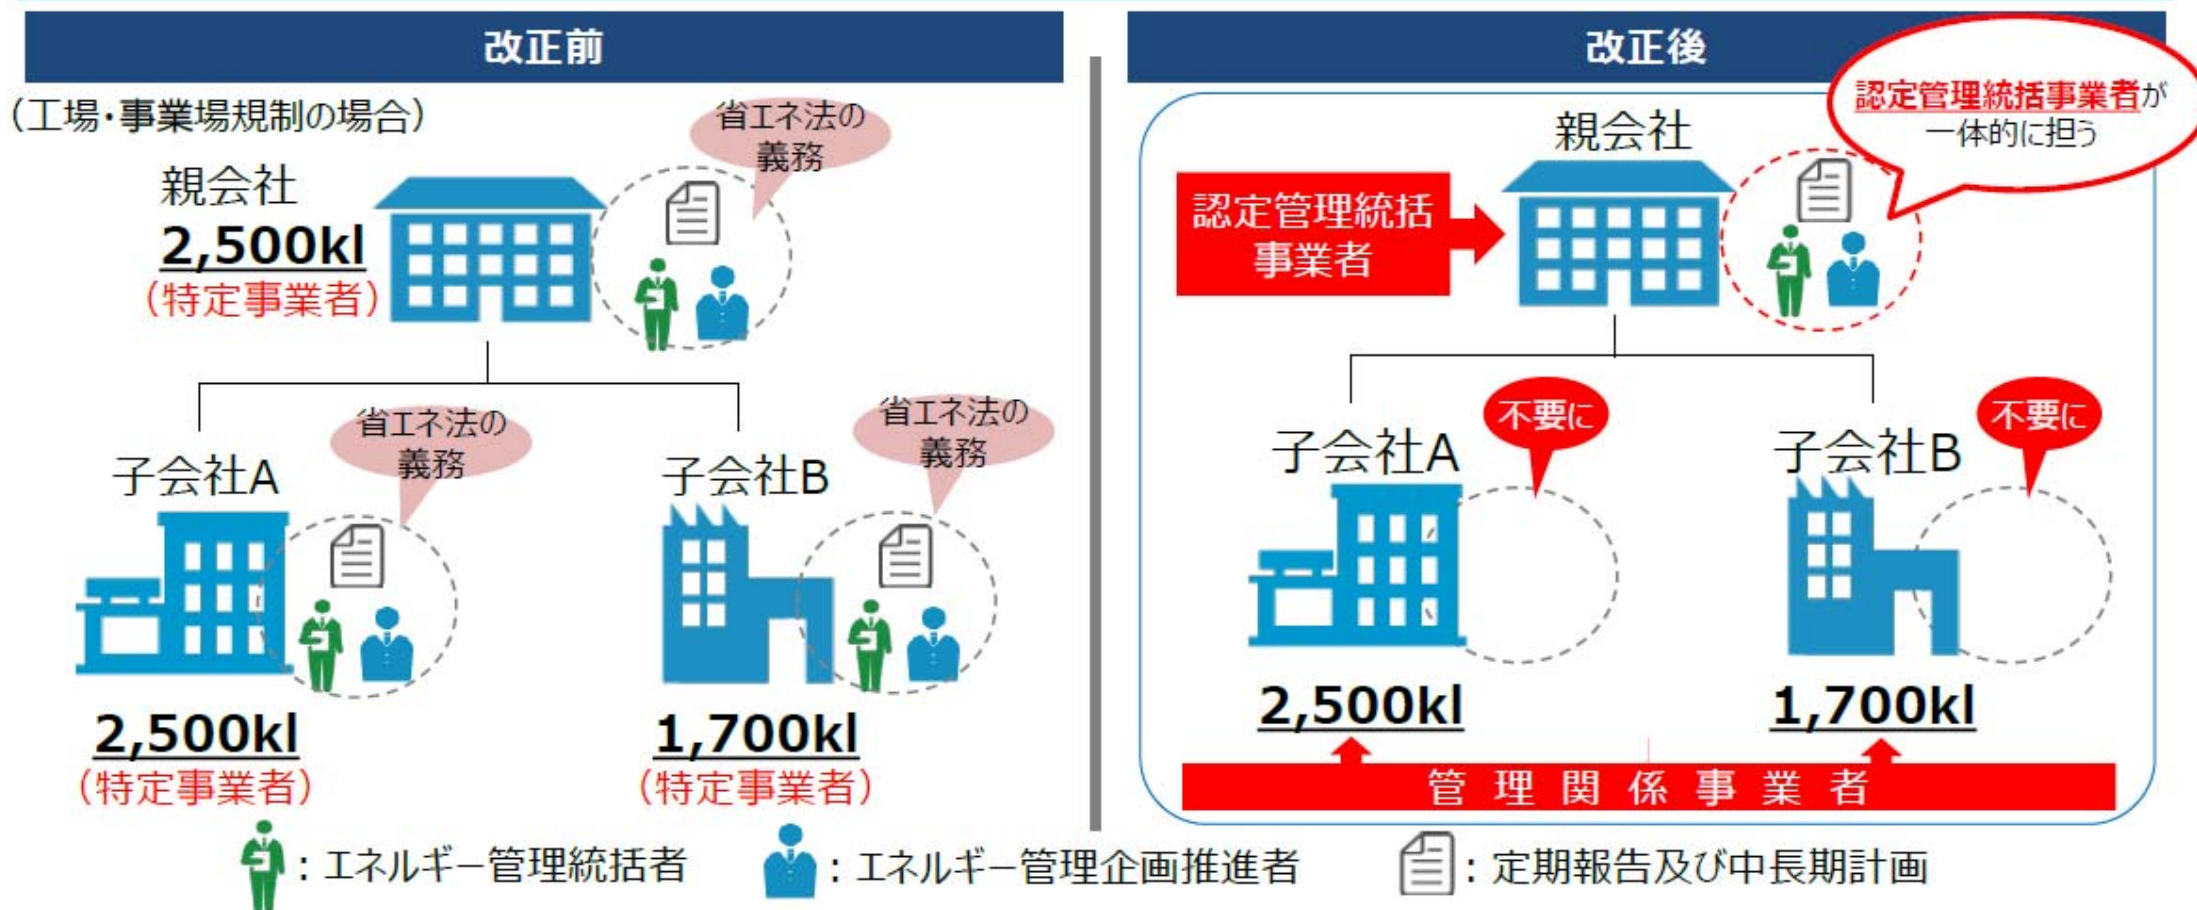 改正前
(工場・事業場規制の場合)
省エネ法の
義務
親会社
2,500kl
(特定事業者)
省エネ法の
義務
子会社A
2,500kl
(特定事業者)
省エネ法の
義務
子会社B
1,700kl
(特定事業者)
改正後
認定管理統括事業者が
一体的に担う
親会社
認定管理統括
事業者
不要に
子会社A
2,500kl
不要に
子会社B
1,700kl
管理関係事業者
:エネルギー管理統括者
:エネルギー管理企画推進者
:定期報告及び中長期計画